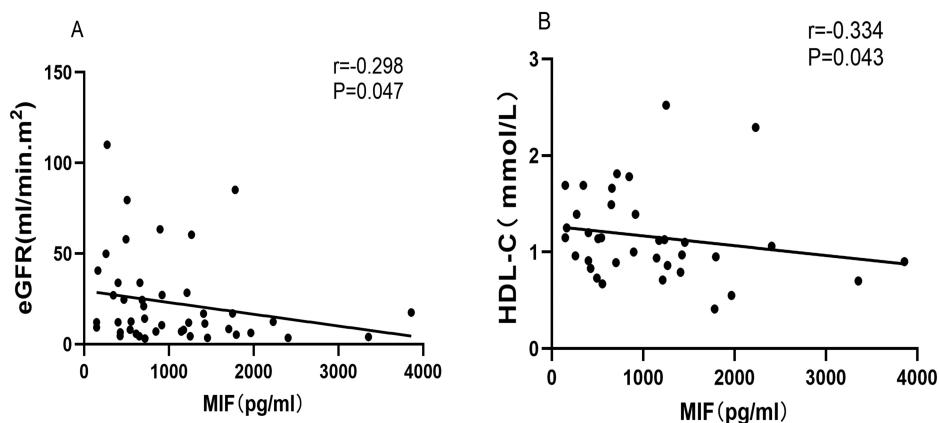 A
r=-0.298
P=0.047
150
100
50
0
eGFR(ml/min.m²)
0 1000 2000 3000 4000
MIF(pg/ml)
B
r=-0.334
P=0.043
3
2
1
0
HDL-C( mmol/L)
0 1000 2000 3000 4000
MIF(pg/ml)